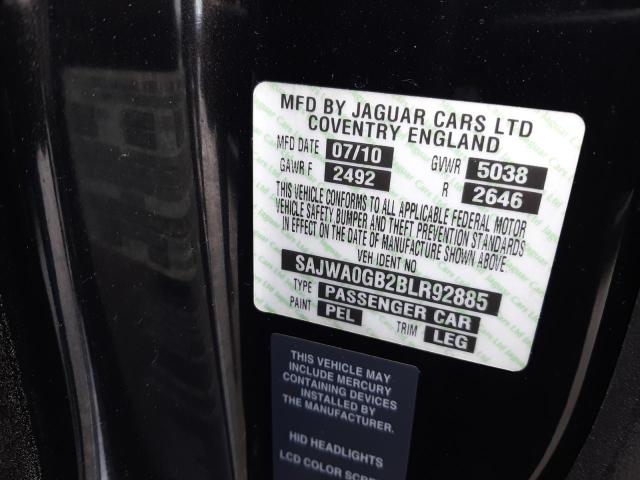 MFD BY JAGUAR CARS LTD
COVENTRY ENGLAND
MFD DATE 07/10 GVWR 5038
GAWR F 2492 R 2646
THIS VEHICLE CONFORMS TO ALL APPLICABLE FEDERAL MOTOR
VEHICLE SAFETY, BUMPER AND THEFT PREVENTION STANDARDS
IN EFFECT ON THE DATE OF MANUFACTURE SHOWN ABOVE.
VEH IDENT NO
SAJWA0GB2BLR92885
TYPE PASSENGER CAR
PAINT PEL TRIM LEG
THIS VEHICLE MAY
INCLUDE MERCURY
CONTAINING DEVICES
INSTALLED BY
THE MANUFACTURER.
HID HEADLIGHTS
LCD COLOR SCRE